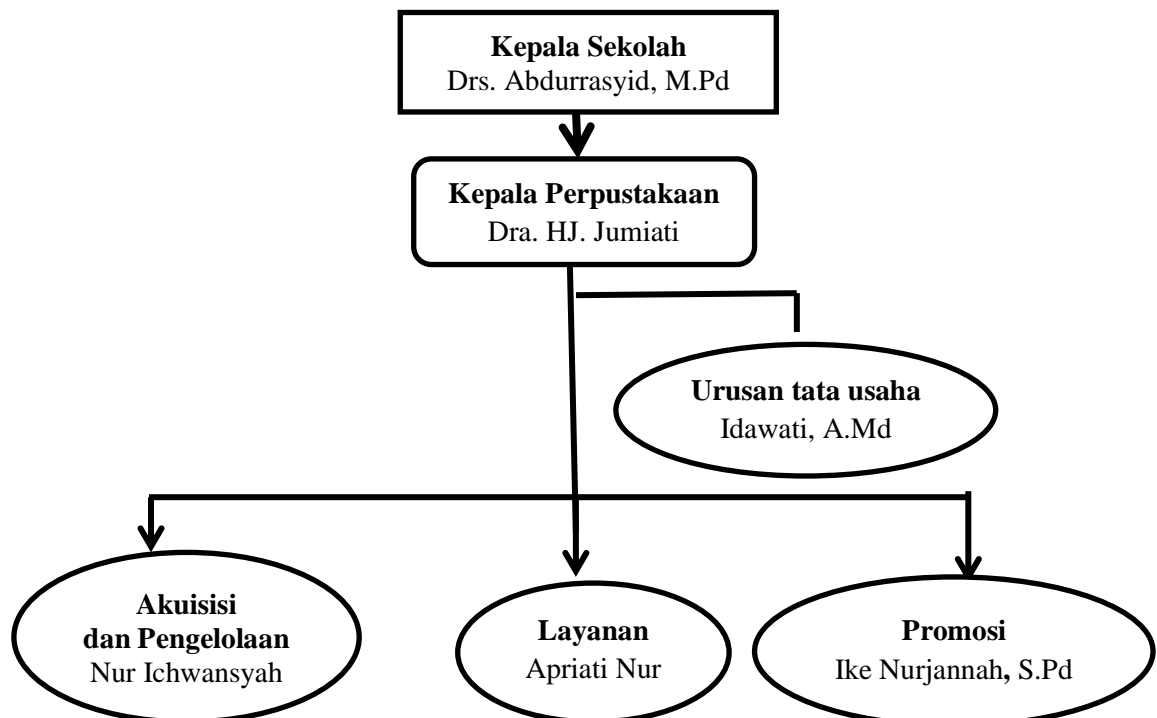 Kepala Sekolah
Drs. Abdurrasyid, M.Pd
Kepala Perpustakaan
Dra. HJ. Jumiati
Urusan tata usaha
Idawati, A.Md
Akuisisi
dan Pengelolaan
Nur Ichwansyah
Layanan
Apriati Nur
Promosi
Ike Nurjannah, S.Pd